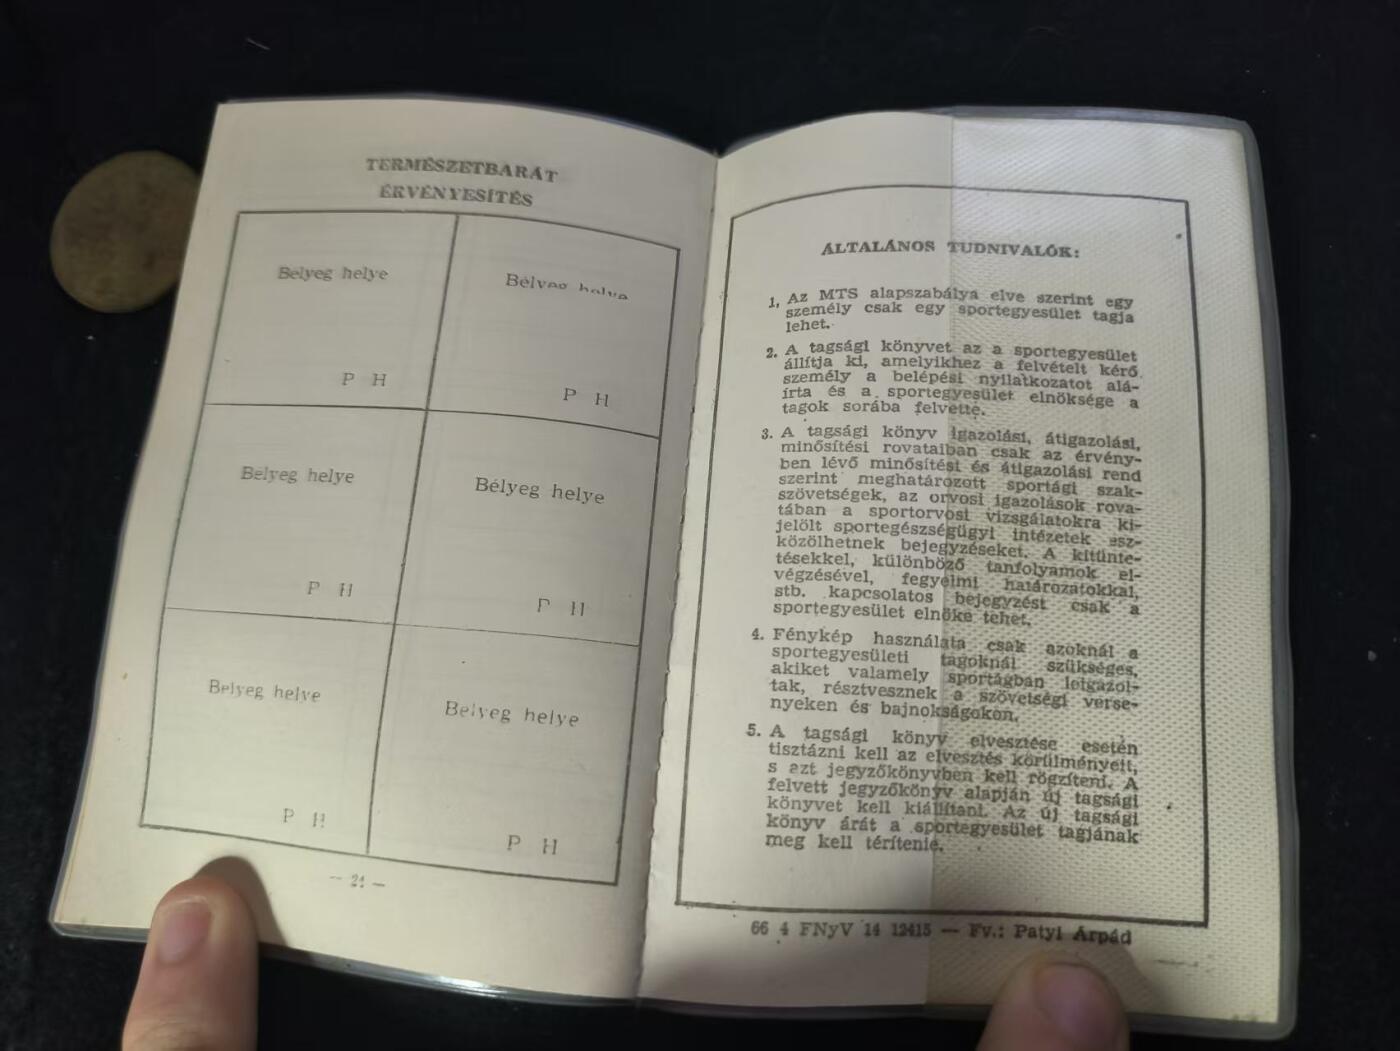 TERMÉSZETBARÁT
ÉRVÉNYESÍTÉS
Bélyeg helye
Bélyeg helye
P H
P H
Bélyeg helye
Bélyeg helye
P H
P H
Bélyeg helye
Bélyeg helye
P H
P H
— 21 —
ÁLTALÁNOS TUDNIVALÓK:
1. Az MTS alapszabálya elve szerint egy
személy csak egy sportegyesület tagja
lehet.
2. A tagsági könyvet az a sportegyesület
állítja ki, amelyikhez a felvételt kérő
személy a belépési nyilatkozatot alá-
írta és a sportegyesület elnöksége a
tagok sorába felvette.
3. A tagsági könyv igazolási, átigazolási,
minősítési rovataiban csak az érvény-
ben lévő minősítési és átigazolási rend
szerint meghatározott sportági szak-
szövetségek, az orvosi igazolások rova-
tában a sportorvosi vizsgálatokra ki-
jelölt sportegészségügyi intézetek esz-
közölhetnek bejegyzéseket. A kitünte-
tésekkel, különböző tanfolyamok el-
végzésével, fegyelmi határozatokkal,
stb. kapcsolatos bejegyzést csak a
sportegyesület elnöke tehet.
4. Fénykép használata csak azoknál a
sportegyesületi tagoknál szükséges,
akiket valamely sportágban leigazol-
tak, résztvesznek a szövetségi verse-
nyeken és bajnokságokon.
5. A tagsági könyv elvesztése esetén
tisztázni kell az elvesztés körülményeit,
s ezt jegyzőkönyvben kell rögzíteni. A
felvett jegyzőkönyv alapján új tagsági
könyvet kell kiállítani. Az új tagsági
könyv árát a sportegyesület tagjának
meg kell térítenie.
66 4 FNyV 14 12415 — Fv.: Patyi Árpád